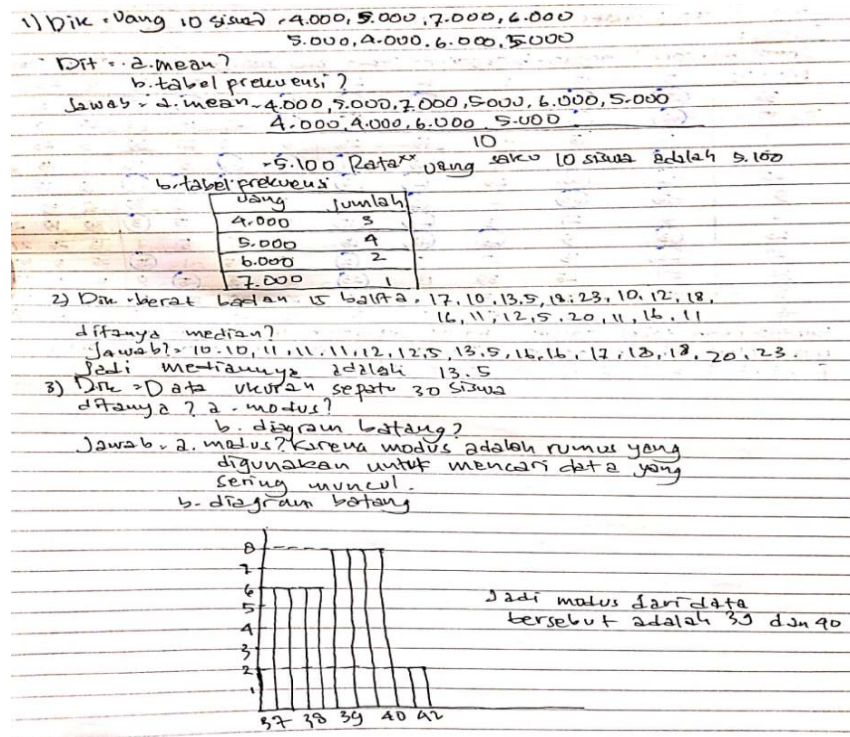 1) Dik : Uang 10 siswa = 4.000, 5.000, 7.000, 6.000
5.000, 4.000, 6.000, 5.000
Dit = a. mean?
b. tabel prekuensi?
Jawab = a. mean = 4.000, 5.000, 7.000, 5.000, 6.000, 5.000
4.000, 4.000, 6.000, 5.000
10
= 5.100 Rata** uang saku 10 siswa adalah 5.100
b. tabel prekuensi
Uang Jumlah
4.000 3
5.000 4
6.000 2
7.000 1
2) Dik = berat badan 15 balita = 17, 10, 13,5, 18, 23, 10, 12, 18,
16, 11, 12,5, 20, 11, 16, 11
ditanya median?
Jawab? = 10, 10, 11, 11, 11, 12, 12,5, 13,5, 16, 16, 17, 18, 18, 20, 23.
Jadi mediannya adalah 13.5
3) Dik = Data ukuran sepatu 30 siswa
ditanya? a. modus?
b. diagram batang?
Jawab = a. modus? Karena modus adalah rumus yang
digunakan untuk mencari data yang
sering muncul.
b. diagram batang
8
7
6
5
4
3
2
1
37 38 39 40 42
Jadi modus dari data
bersebut adalah 39 dan 40